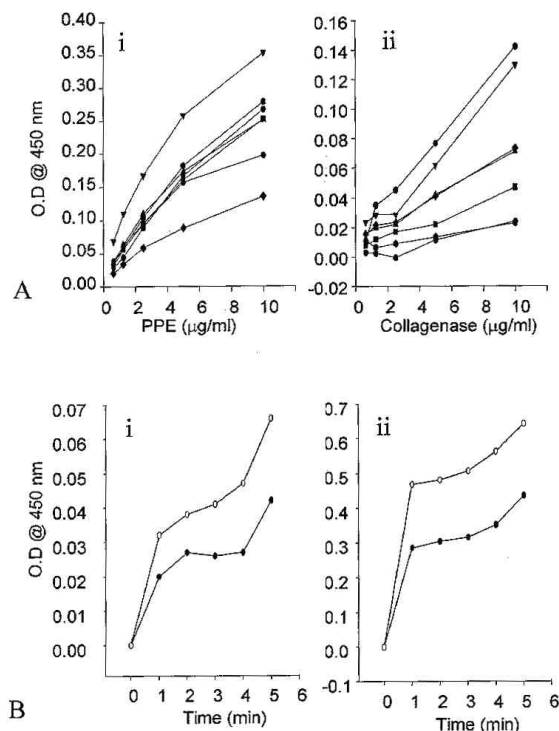 i
ii
0.40
0.35
0.30
0.25
0.20
0.15
0.10
0.05
0.00
O.D @ 450 nm
0 2 4 6 8 10
PPE (µg/ml)
A
0.16
0.14
0.12
0.10
0.08
0.06
0.04
0.02
0.00
-0.02
0 2 4 6 8 10
Collagenase (µg/ml)
i
ii
0.07
0.06
0.05
0.04
0.03
0.02
0.01
0.00
O.D @ 450 nm
0 1 2 3 4 5 6
Time (min)
B
0.7
0.6
0.5
0.4
0.3
0.2
0.1
0.0
-0.1
0 1 2 3 4 5 6
Time (min)